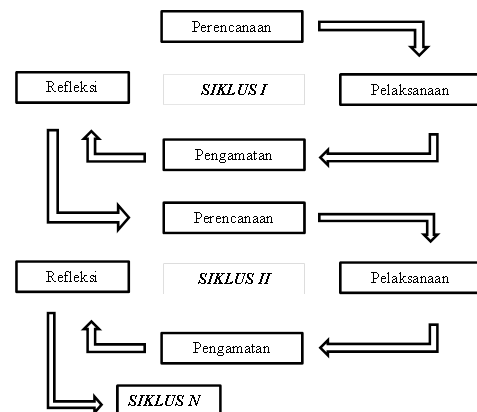 Perencanaan
Refleksi
SIKLUS I
Pelaksanaan
Pengamatan
Perencanaan
Refleksi
SIKLUS II
Pelaksanaan
Pengamatan
SIKLUS N